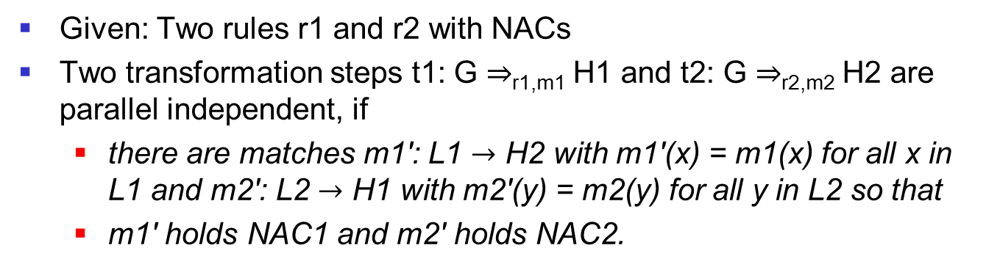 ▪ Given: Two rules r1 and r2 with NACs
▪ Two transformation steps t1: G ⇒r1,m1 H1 and t2: G ⇒r2,m2 H2 are
parallel independent, if
▪ there are matches m1': L1 → H2 with m1'(x) = m1(x) for all x in
L1 and m2': L2 → H1 with m2'(y) = m2(y) for all y in L2 so that
▪ m1' holds NAC1 and m2' holds NAC2.